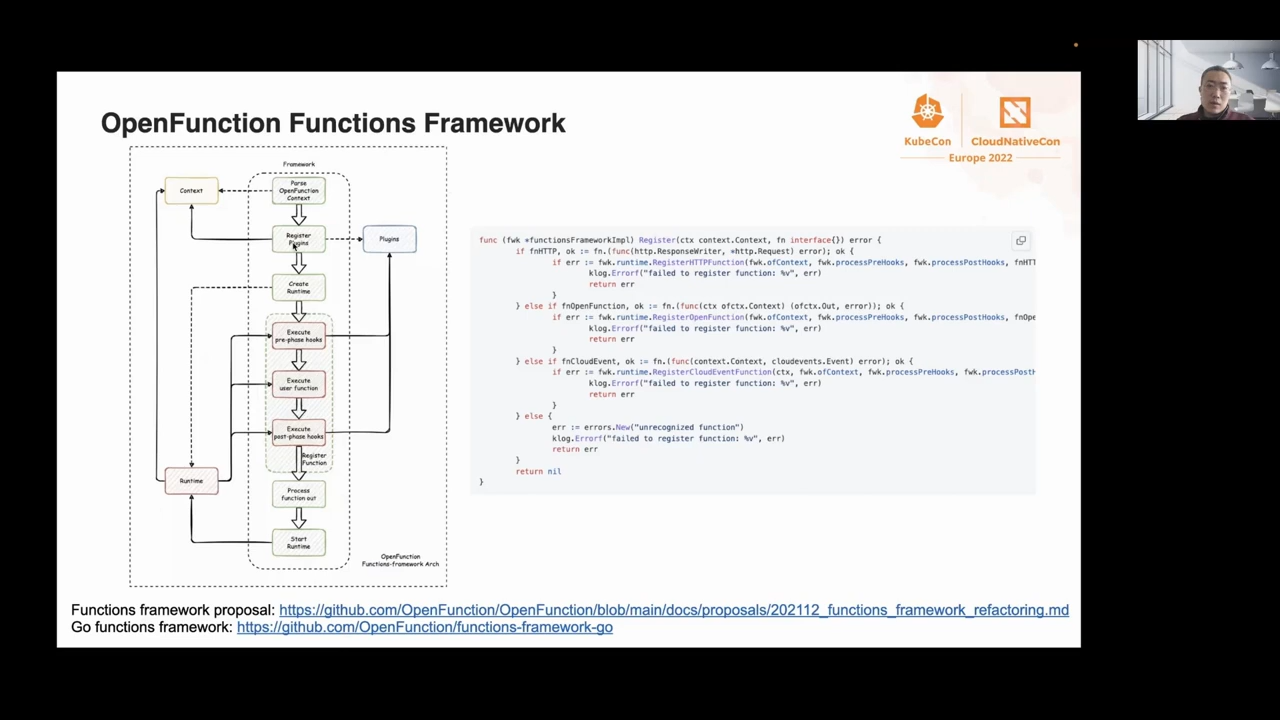 OpenFunction Functions Framework
KubeCon
CloudNativeCon
Europe 2022
Framework
Context
Parse
OpenFunction
Context
Register
Plugins
Plugins
Create
Runtime
Execute
pre-phase hooks
Execute
user function
Execute
post-phase hooks
Register
Function
Runtime
Process
function out
Start
Runtime
OpenFunction
Functions-framework Arch
func (fwk *functionsFrameworkImpl) Register(ctx context.Context, fn interface{}) error {
if fnHTTP, ok := fn.(func(http.ResponseWriter, *http.Request) error); ok {
if err := fwk.runtime.RegisterHTTPFunction(fwk.ofContext, fwk.processPreHooks, fwk.processPostHooks, fnHTT
klog.Errorf("failed to register function: %v", err)
return err
}
} else if fnOpenFunction, ok := fn.(func(ctx ofctx.Context) (ofctx.Out, error)); ok {
if err := fwk.runtime.RegisterOpenFunction(fwk.ofContext, fwk.processPreHooks, fwk.processPostHooks, fnOpe
klog.Errorf("failed to register function: %v", err)
return err
}
} else if fnCloudEvent, ok := fn.(func(context.Context, cloudevents.Event) error); ok {
if err := fwk.runtime.RegisterCloudEventFunction(ctx, fwk.ofContext, fwk.processPreHooks, fwk.processPostH
klog.Errorf("failed to register function: %v", err)
return err
}
} else {
err := errors.New("unrecognized function")
klog.Errorf("failed to register function: %v", err)
return err
}
return nil
}
Functions framework proposal: https://github.com/OpenFunction/OpenFunction/blob/main/docs/proposals/202112_functions_framework_refactoring.md
Go functions framework: https://github.com/OpenFunction/functions-framework-go